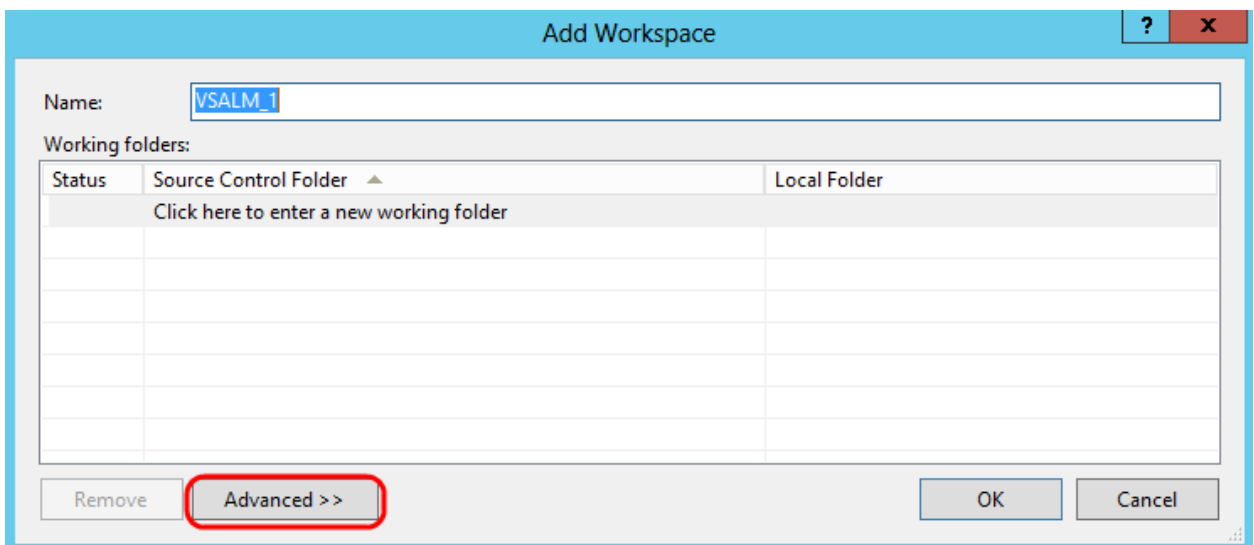 Add Workspace ? x
Name: VSALM_1
Working folders:
Status Source Control Folder Local Folder
Click here to enter a new working folder
Remove Advanced >> OK Cancel